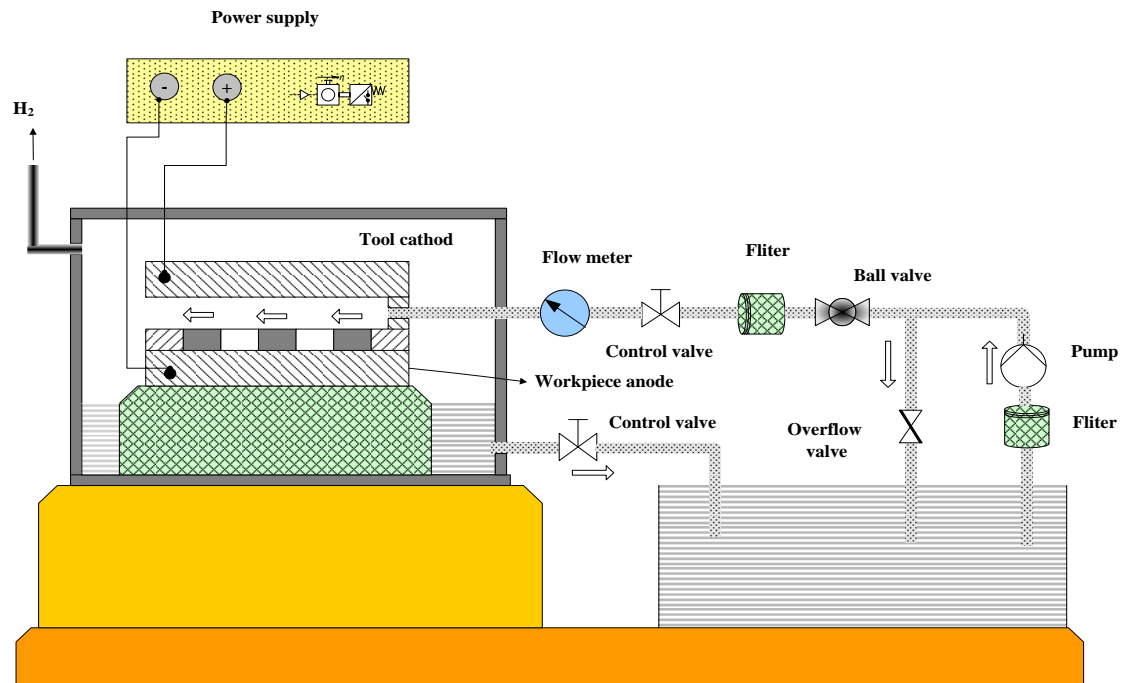 Power supply
-
+
H₂
Tool cathod
Flow meter
Fliter
Ball valve
Control valve
Pump
Workpiece anode
Control valve
Overflow
valve
Fliter